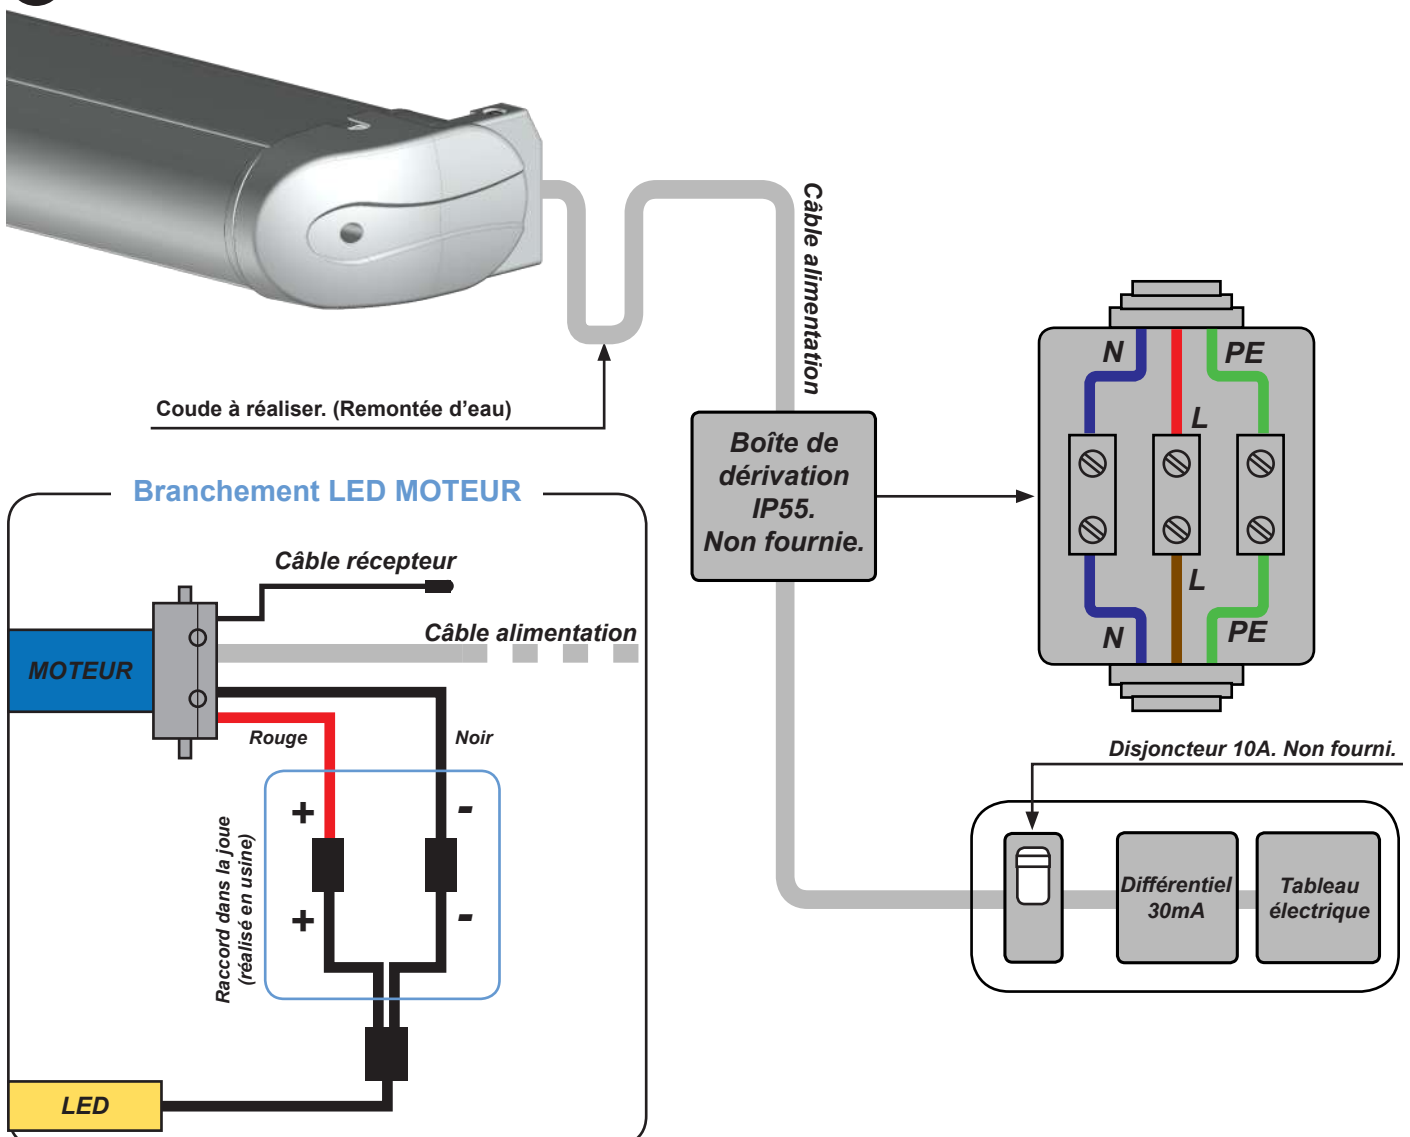 Câble alimentation
Coude à réaliser. (Remontée d'eau)
Boîte de
dérivation
IP55.
Non fournie.
N
PE
L
L
N
PE
Branchement LED MOTEUR
Câble récepteur
Câble alimentation
MOTEUR
Rouge
Noir
+
-
+
-
Raccord dans la joue
(réalisé en usine)
LED
Disjoncteur 10A. Non fourni.
Différentiel
30mA
Tableau
électrique